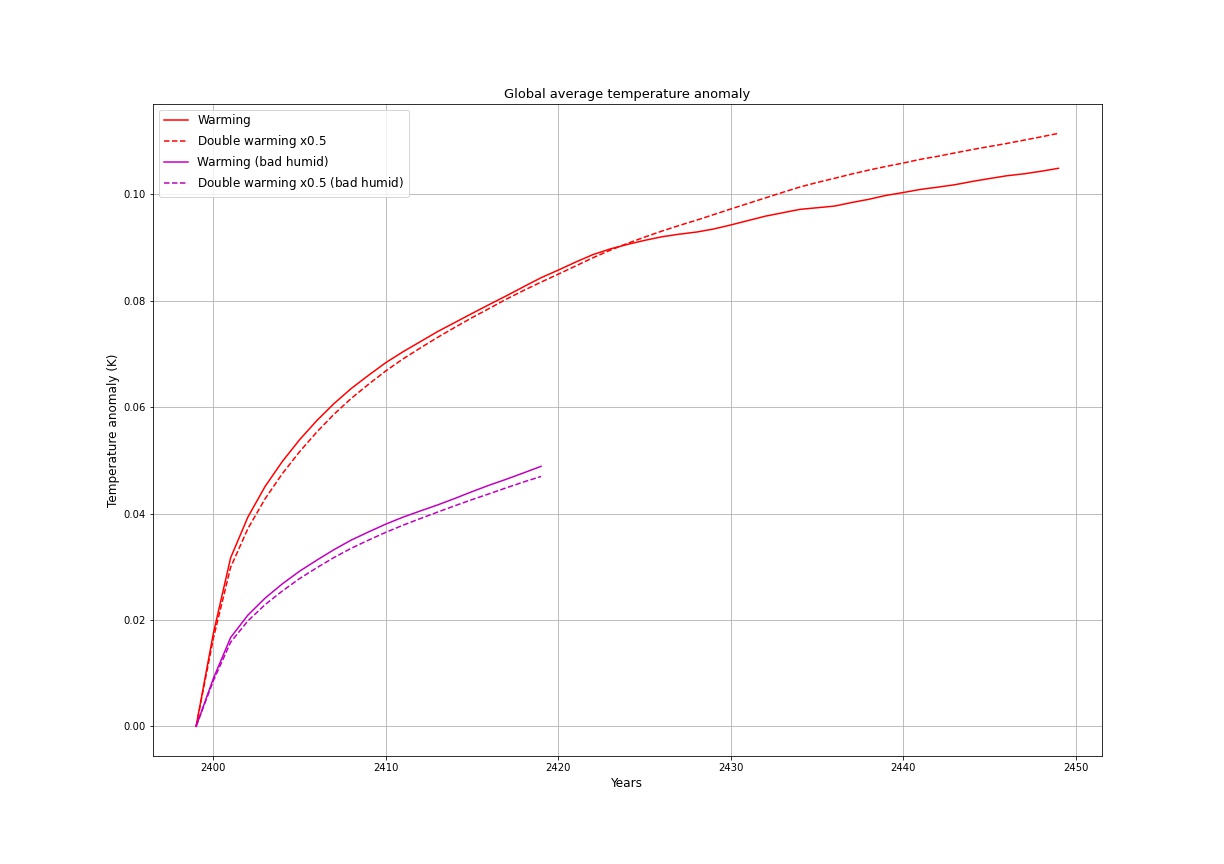 Global average temperature anomaly
Warming
Double warming x0.5
Warming (bad humid)
Double warming x0.5 (bad humid)
Temperature anomaly (K)
0.10
0.08
0.06
0.04
0.02
0.00
2400 2410 2420 2430 2440 2450
Years